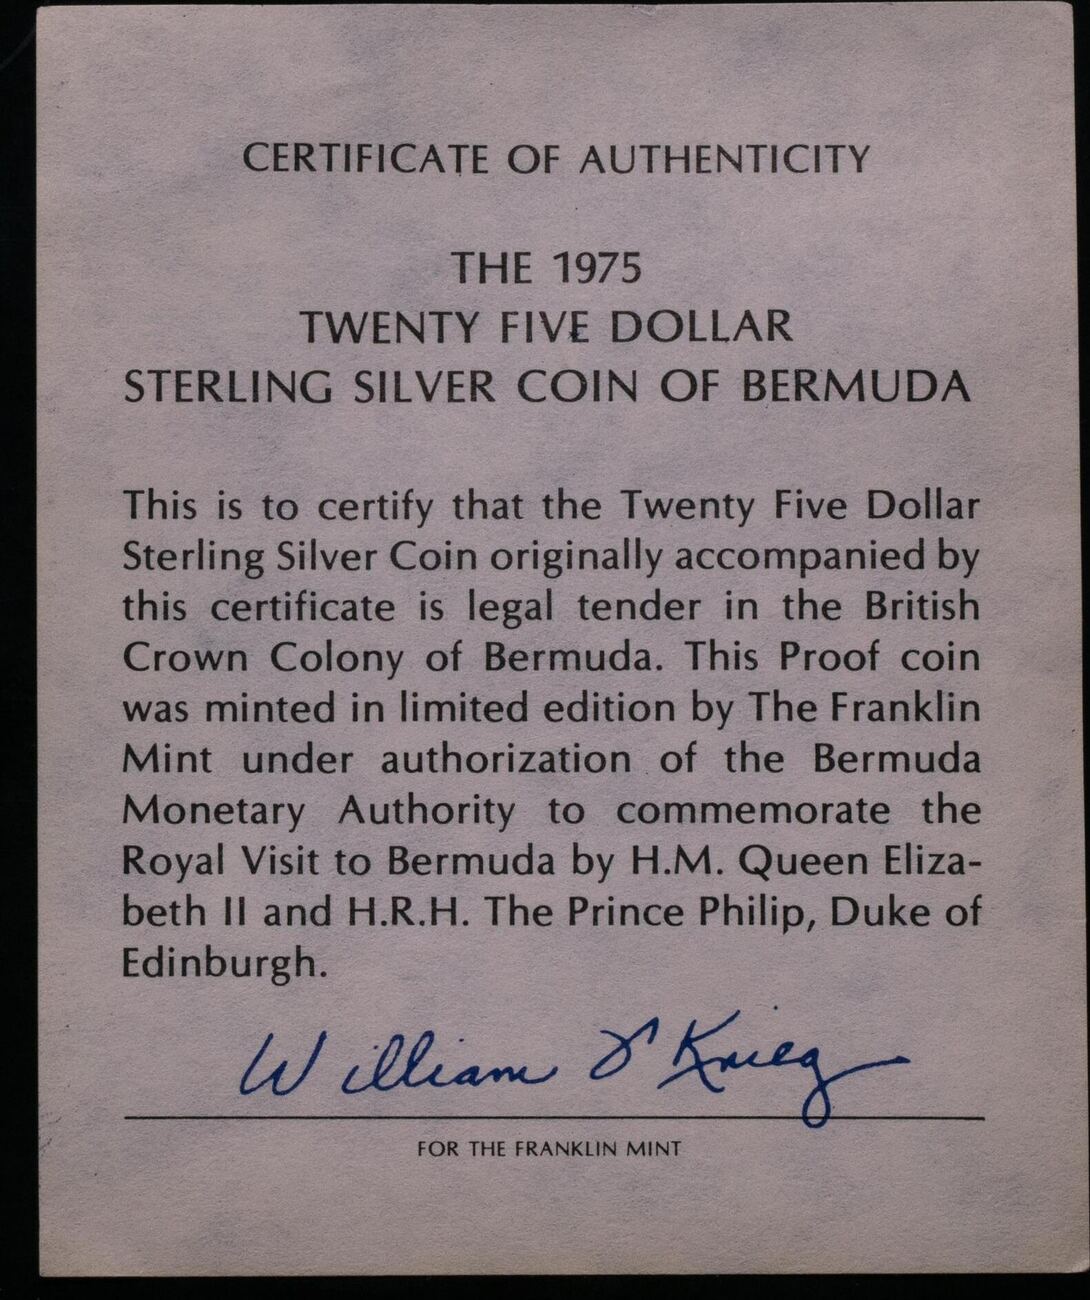 CERTIFICATE OF AUTHENTICITY
THE 1975
TWENTY FIVE DOLLAR
STERLING SILVER COIN OF BERMUDA
This is to certify that the Twenty Five Dollar
Sterling Silver Coin originally accompanied by
this certificate is legal tender in the British
Crown Colony of Bermuda. This Proof coin
was minted in limited edition by The Franklin
Mint under authorization of the Bermuda
Monetary Authority to commemorate the
Royal Visit to Bermuda by H.M. Queen Eliza-
beth II and H.R.H. The Prince Philip, Duke of
Edinburgh.
William Krieg
FOR THE FRANKLIN MINT